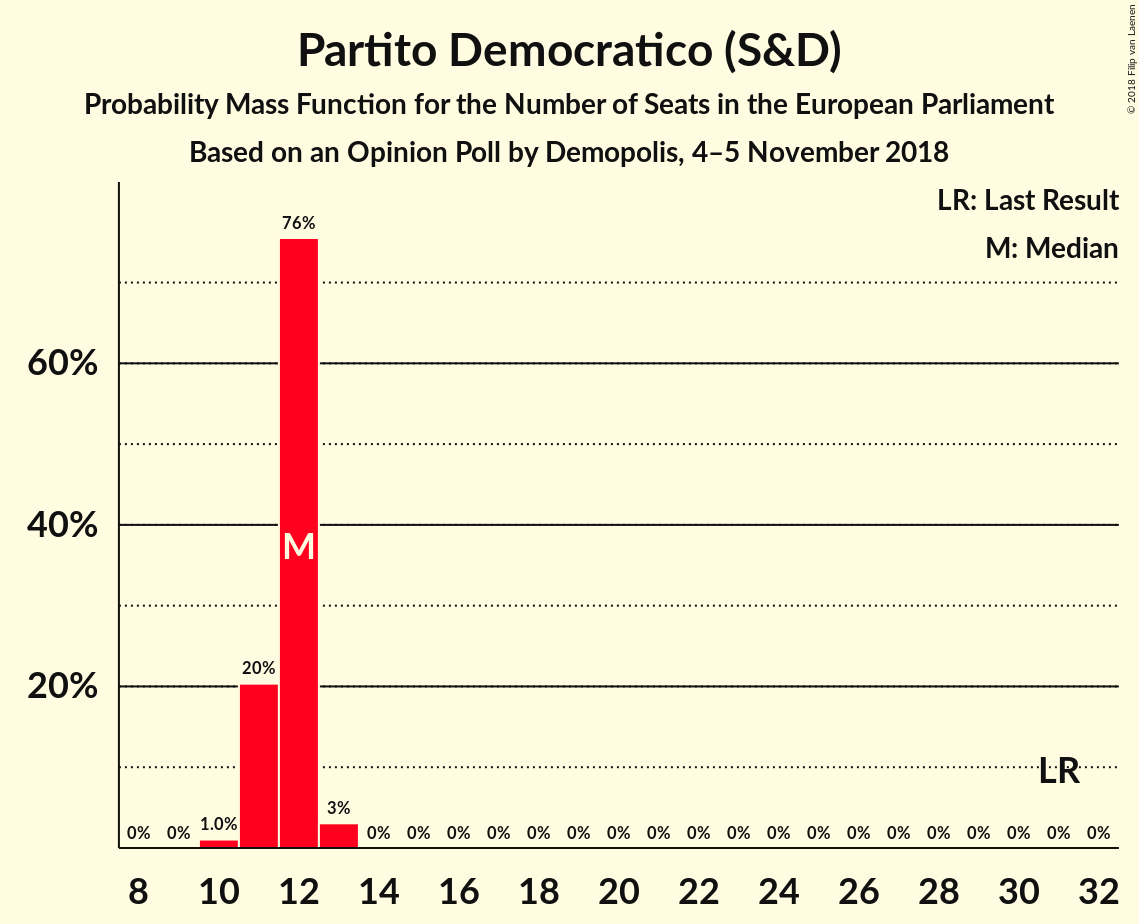 Partito Democratico (S&D)
Probability Mass Function for the Number of Seats in the European Parliament
Based on an Opinion Poll by Demopolis, 4–5 November 2018
© 2018 Filip van Laenen
LR: Last Result
M: Median
76%
60%
40%
M
20%
20%
LR
0% 0% 1.0% 3% 0% 0% 0% 0% 0% 0% 0% 0% 0% 0% 0% 0% 0% 0% 0% 0% 0% 0% 0%
8 10 12 14 16 18 20 22 24 26 28 30 32